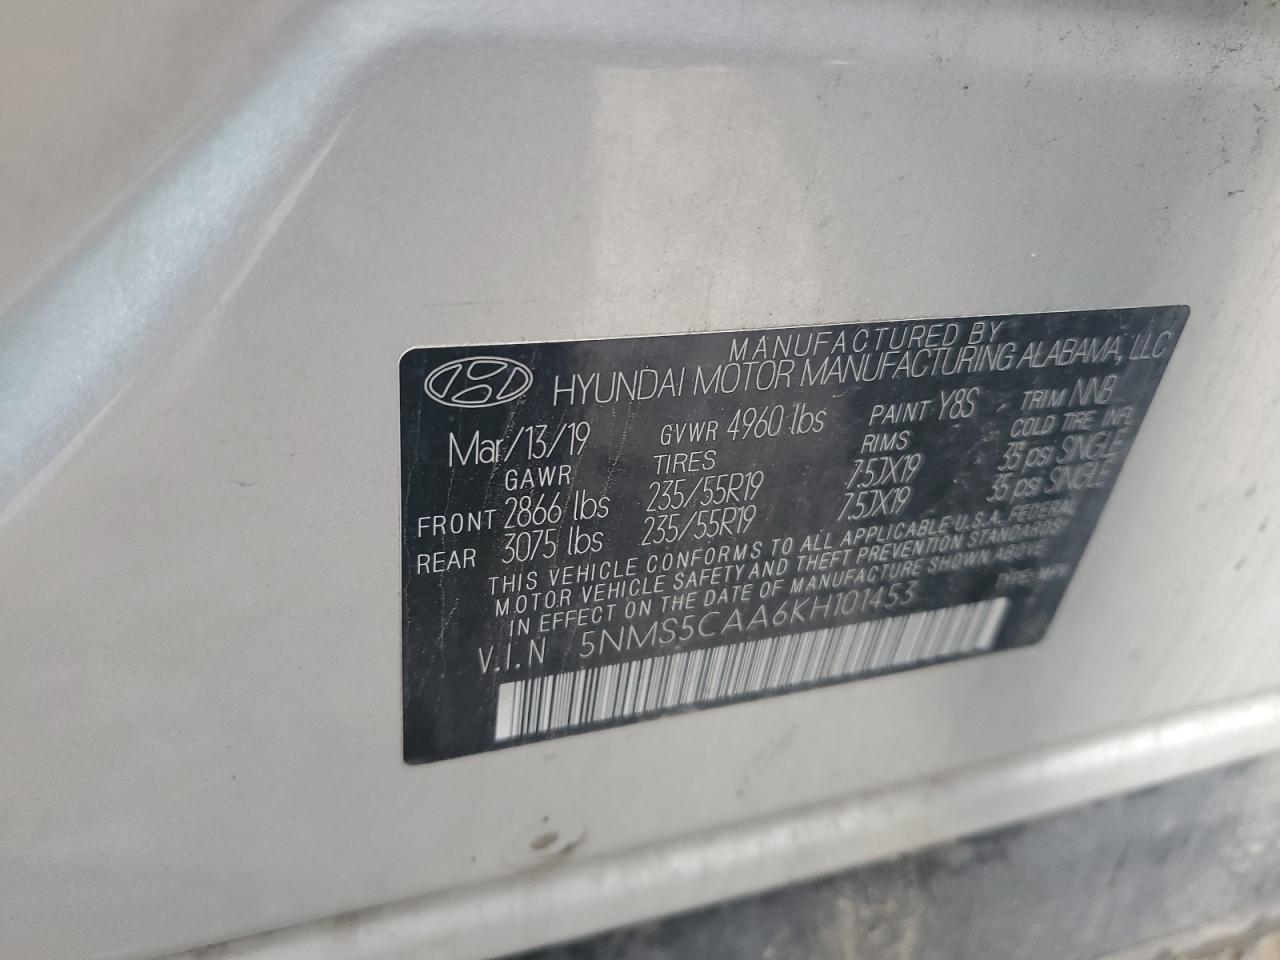 MANUFACTURED BY
HYUNDAI MOTOR MANUFACTURING ALABAMA, LLC
Mar/13/19 GVWR 4960 lbs PAINT Y8S TRIM NNB
GAWR TIRES RIMS COLD TIRE INFL
FRONT 2866 lbs 235/55R19 7.5JX19 35 psi SINGLE
REAR 3075 lbs 235/55R19 7.5JX19 35 psi SINGLE
THIS VEHICLE CONFORMS TO ALL APPLICABLE U.S.A. FEDERAL
MOTOR VEHICLE SAFETY AND THEFT PREVENTION STANDARDS
IN EFFECT ON THE DATE OF MANUFACTURE SHOWN ABOVE
V.I.N 5NMS5CAA6KH101453 TYPE: MPV